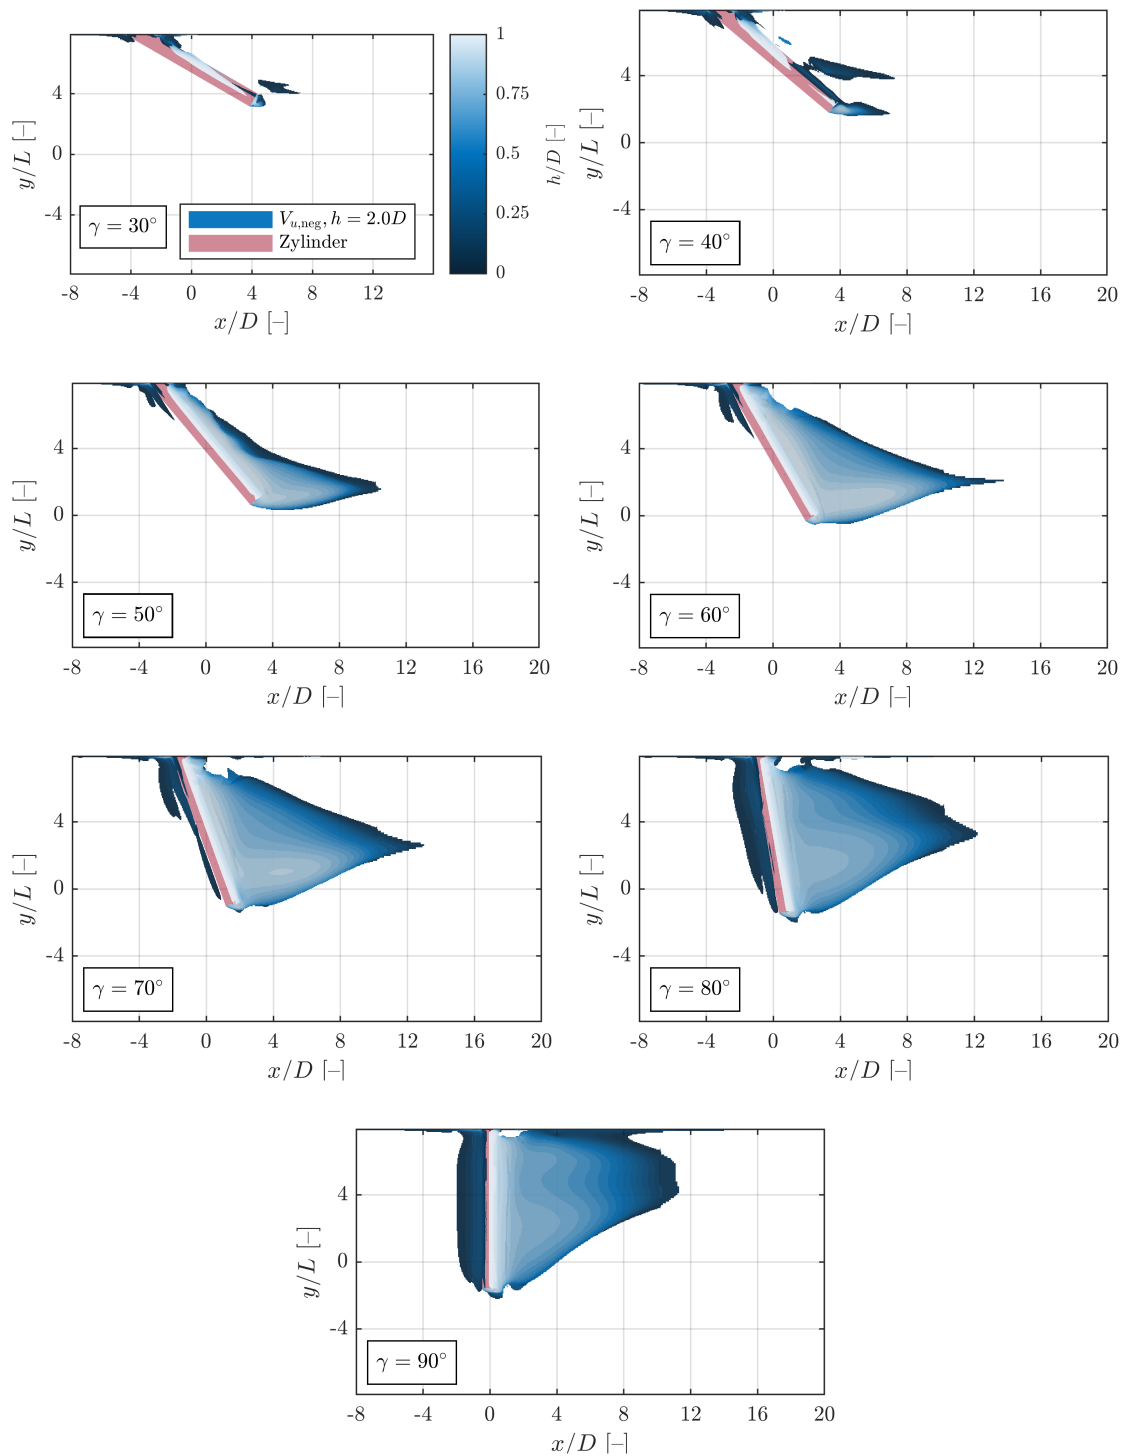 1
0.75
0.5
0.25
0
h/D [–]
4
0
-4
y/L [–]
γ = 30°
V_{u,neg}, h = 2.0D
Zylinder
-8 -4 0 4 8 12
x/D [–]
4
0
-4
y/L [–]
γ = 40°
-8 -4 0 4 8 12 16 20
x/D [–]
4
0
-4
y/L [–]
γ = 50°
-8 -4 0 4 8 12 16 20
x/D [–]
4
0
-4
y/L [–]
γ = 60°
-8 -4 0 4 8 12 16 20
x/D [–]
4
0
-4
y/L [–]
γ = 70°
-8 -4 0 4 8 12 16 20
x/D [–]
4
0
-4
y/L [–]
γ = 80°
-8 -4 0 4 8 12 16 20
x/D [–]
4
0
-4
y/L [–]
γ = 90°
-8 -4 0 4 8 12 16 20
x/D [–]